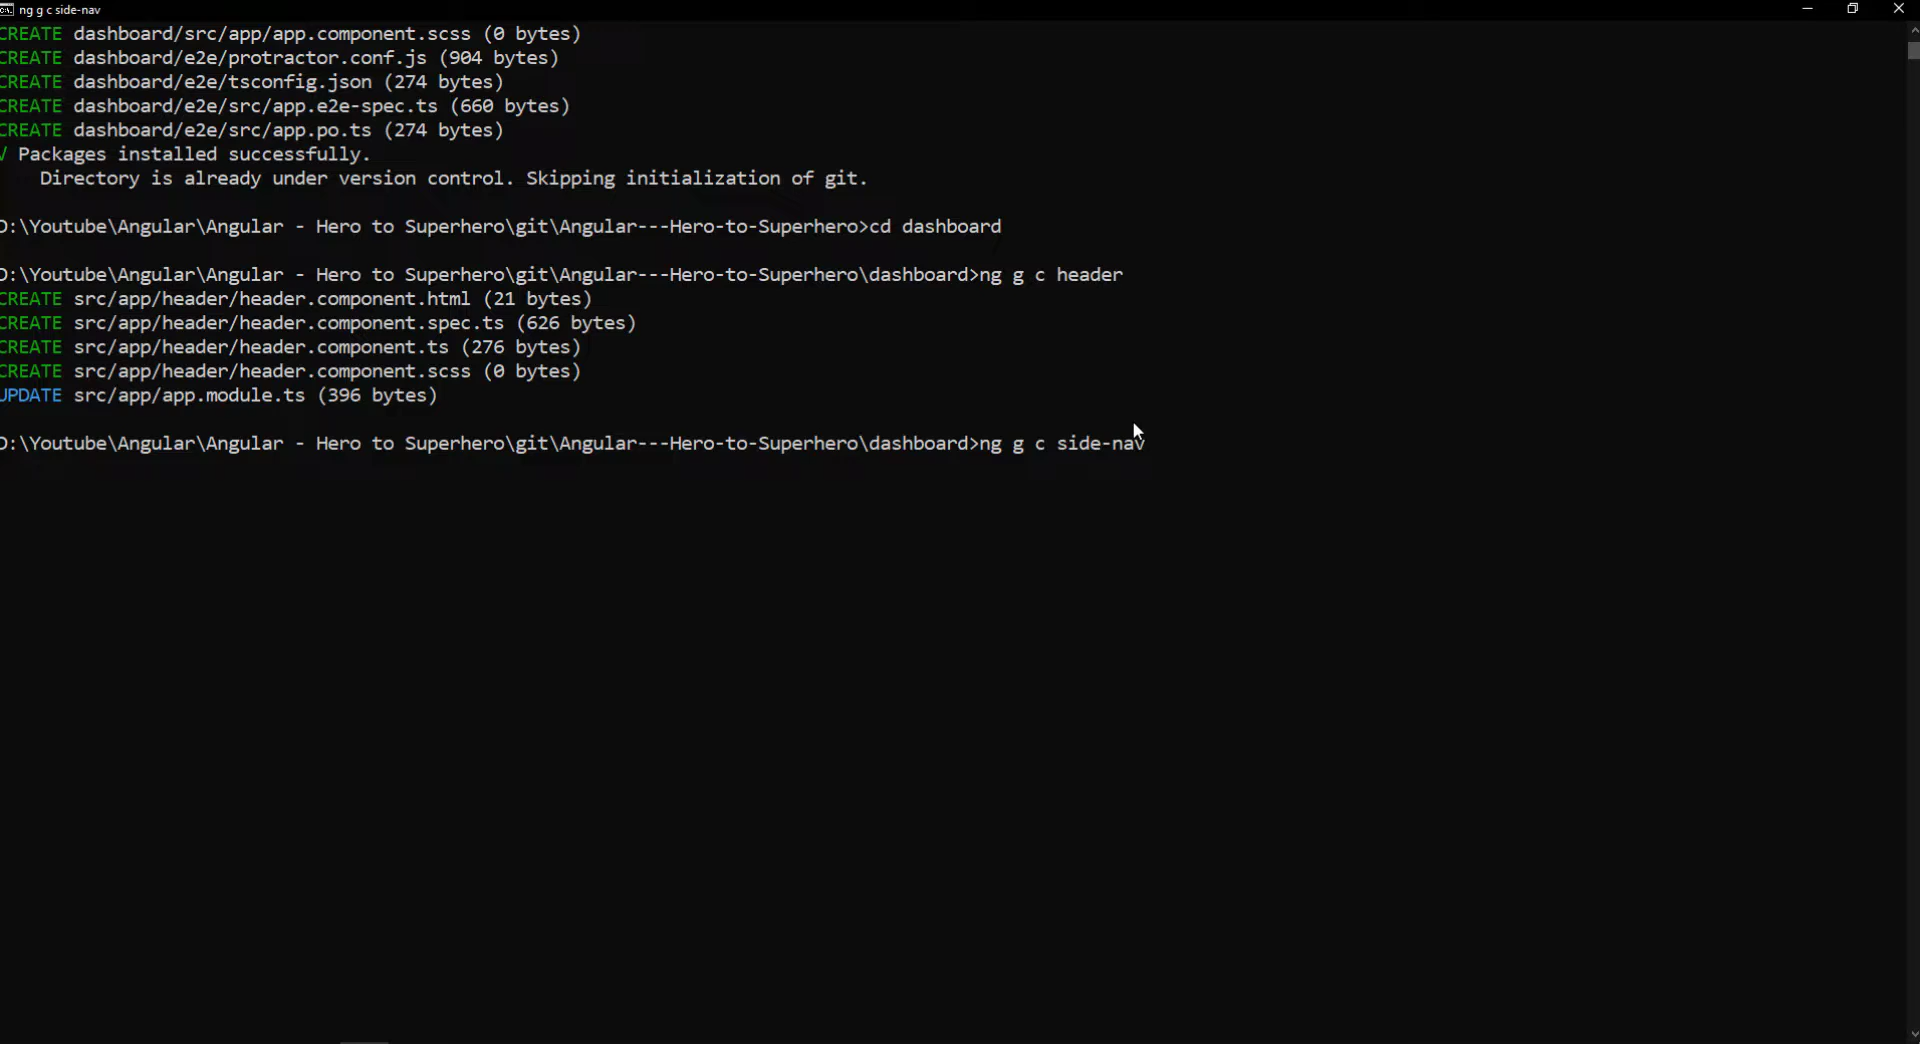 ng g c side-nav
CREATE dashboard/src/app/app.component.scss (0 bytes)
CREATE dashboard/e2e/protractor.conf.js (904 bytes)
CREATE dashboard/e2e/tsconfig.json (274 bytes)
CREATE dashboard/e2e/src/app.e2e-spec.ts (660 bytes)
CREATE dashboard/e2e/src/app.po.ts (274 bytes)
√ Packages installed successfully.
Directory is already under version control. Skipping initialization of git.
D:\Youtube\Angular\Angular - Hero to Superhero\git\Angular---Hero-to-Superhero>cd dashboard
D:\Youtube\Angular\Angular - Hero to Superhero\git\Angular---Hero-to-Superhero\dashboard>ng g c header
CREATE src/app/header/header.component.html (21 bytes)
CREATE src/app/header/header.component.spec.ts (626 bytes)
CREATE src/app/header/header.component.ts (276 bytes)
CREATE src/app/header/header.component.scss (0 bytes)
UPDATE src/app/app.module.ts (396 bytes)
D:\Youtube\Angular\Angular - Hero to Superhero\git\Angular---Hero-to-Superhero\dashboard>ng g c side-nav